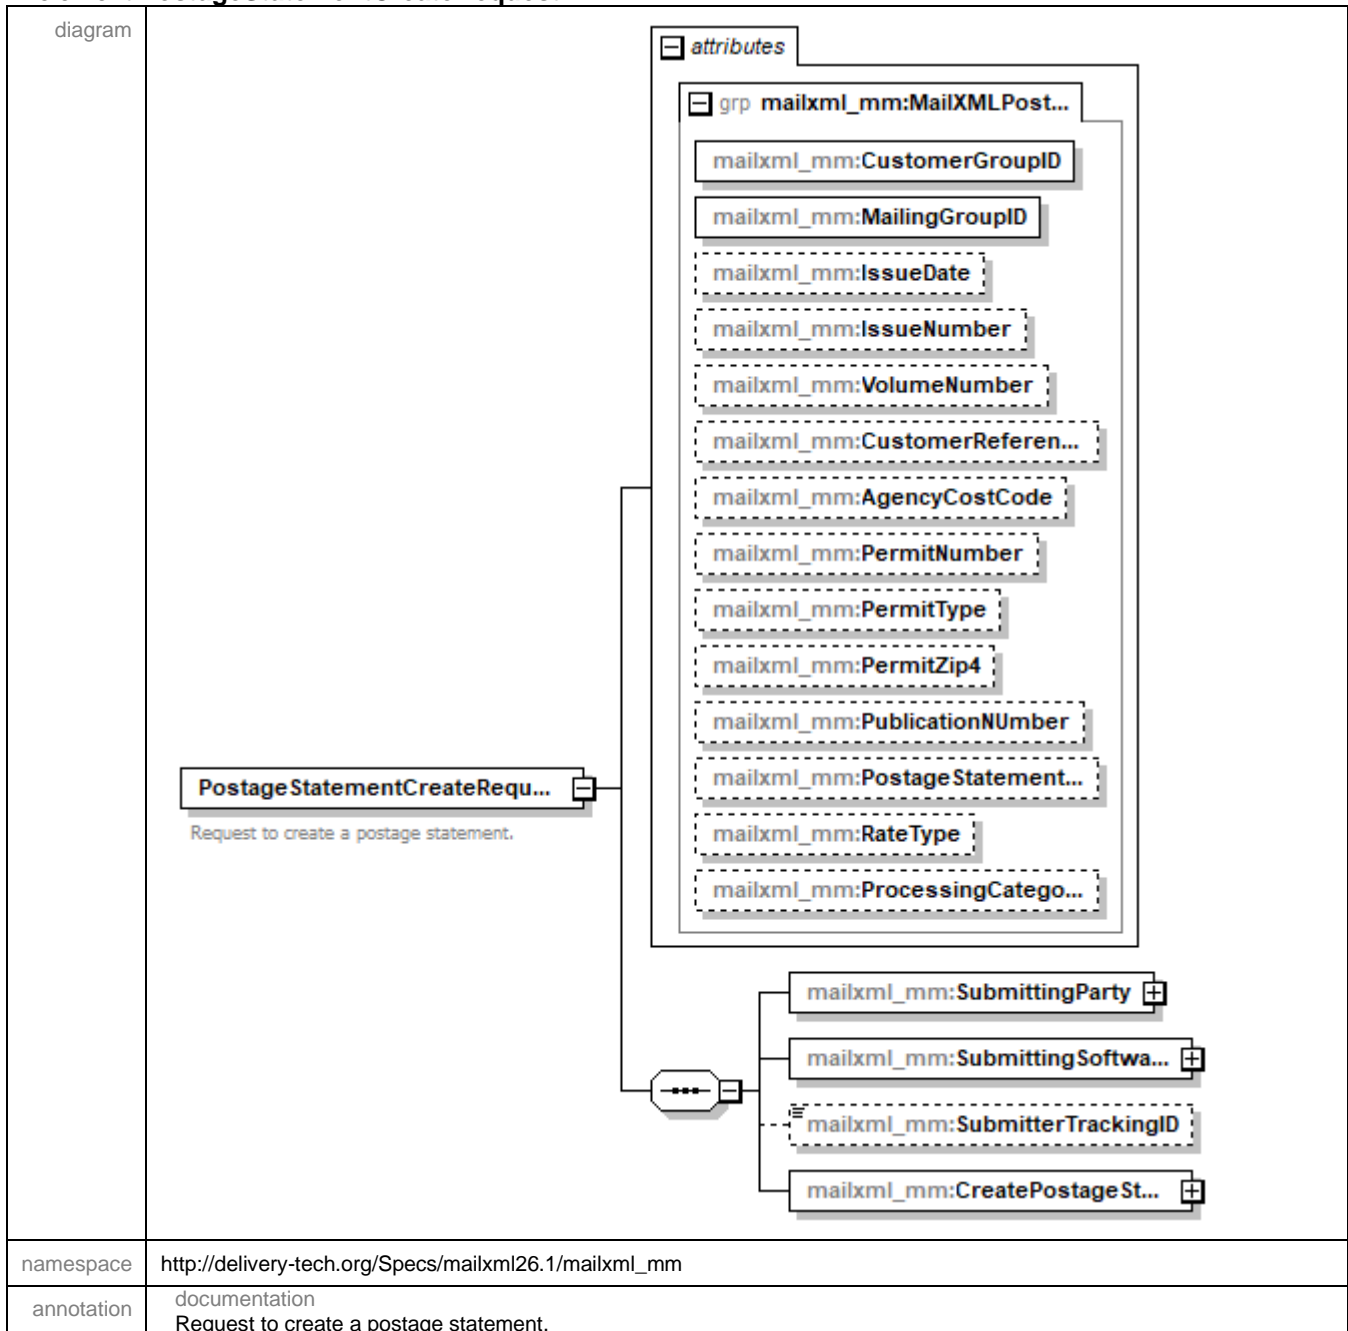 diagram
attributes
grp mailxml_mm:MailXMLPost...
mailxml_mm:CustomerGroupID
mailxml_mm:MailingGroupID
mailxml_mm:IssueDate
mailxml_mm:IssueNumber
mailxml_mm:VolumeNumber
mailxml_mm:CustomerReferen...
mailxml_mm:AgencyCostCode
mailxml_mm:PermitNumber
mailxml_mm:PermitType
mailxml_mm:PermitZip4
mailxml_mm:PublicationNUmber
mailxml_mm:PostageStatement...
mailxml_mm:RateType
mailxml_mm:ProcessingCatego...
PostageStatementCreateRequ...
Request to create a postage statement.
mailxml_mm:SubmittingParty
mailxml_mm:SubmittingSoftwa...
mailxml_mm:SubmitterTrackingID
mailxml_mm:CreatePostageSt...
namespace http://delivery-tech.org/Specs/mailxml26.1/mailxml_mm
annotation documentation
Request to create a postage statement.